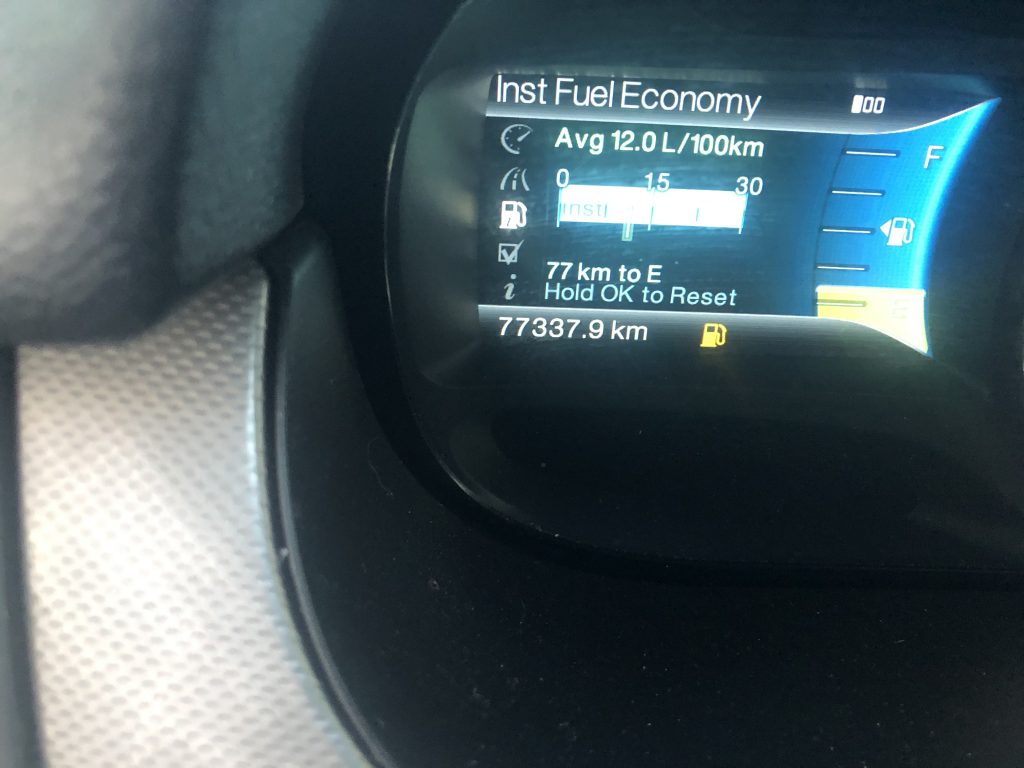 Inst Fuel Economy
Avg 12.0 L/100km
F
0 15 30
Inst
77 km to E
Hold OK to Reset
E
77337.9 km